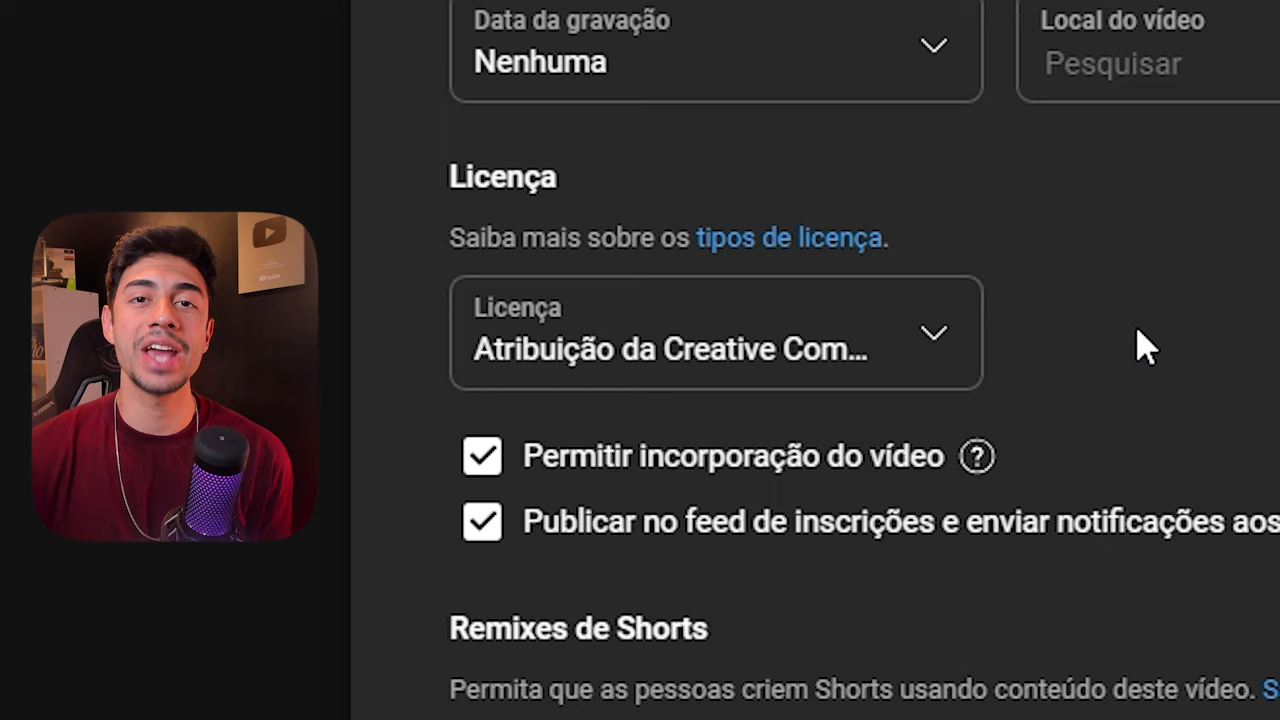 Data da gravação
Nenhuma
Local do vídeo
Pesquisar
Licença
Saiba mais sobre os tipos de licença.
Licença
Atribuição da Creative Com...
Permitir incorporação do vídeo
Publicar no feed de inscrições e enviar notificações aos
Remixes de Shorts
Permita que as pessoas criem Shorts usando conteúdo deste vídeo. S